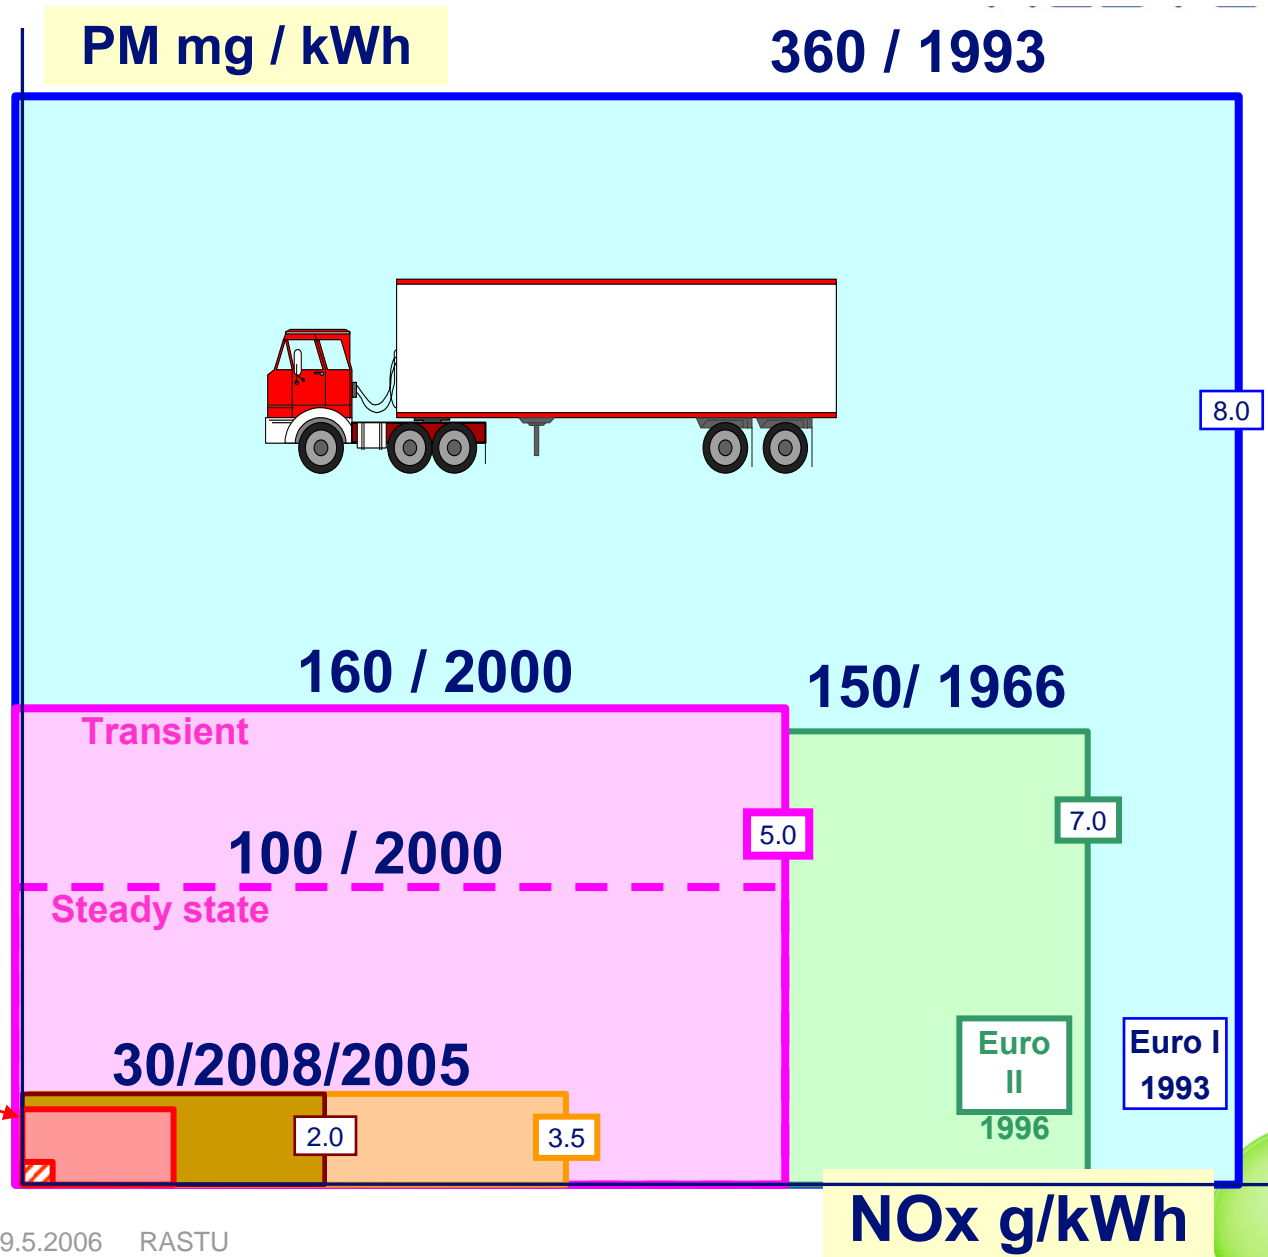 PM mg / kWh
360 / 1993
8.0
160 / 2000
150/ 1966
Transient
5.0
7.0
100 / 2000
Steady state
Euro
II
1996
Euro I
1993
30/2008/2005
2.0
3.5
NOx g/kWh
9.5.2006 RASTU